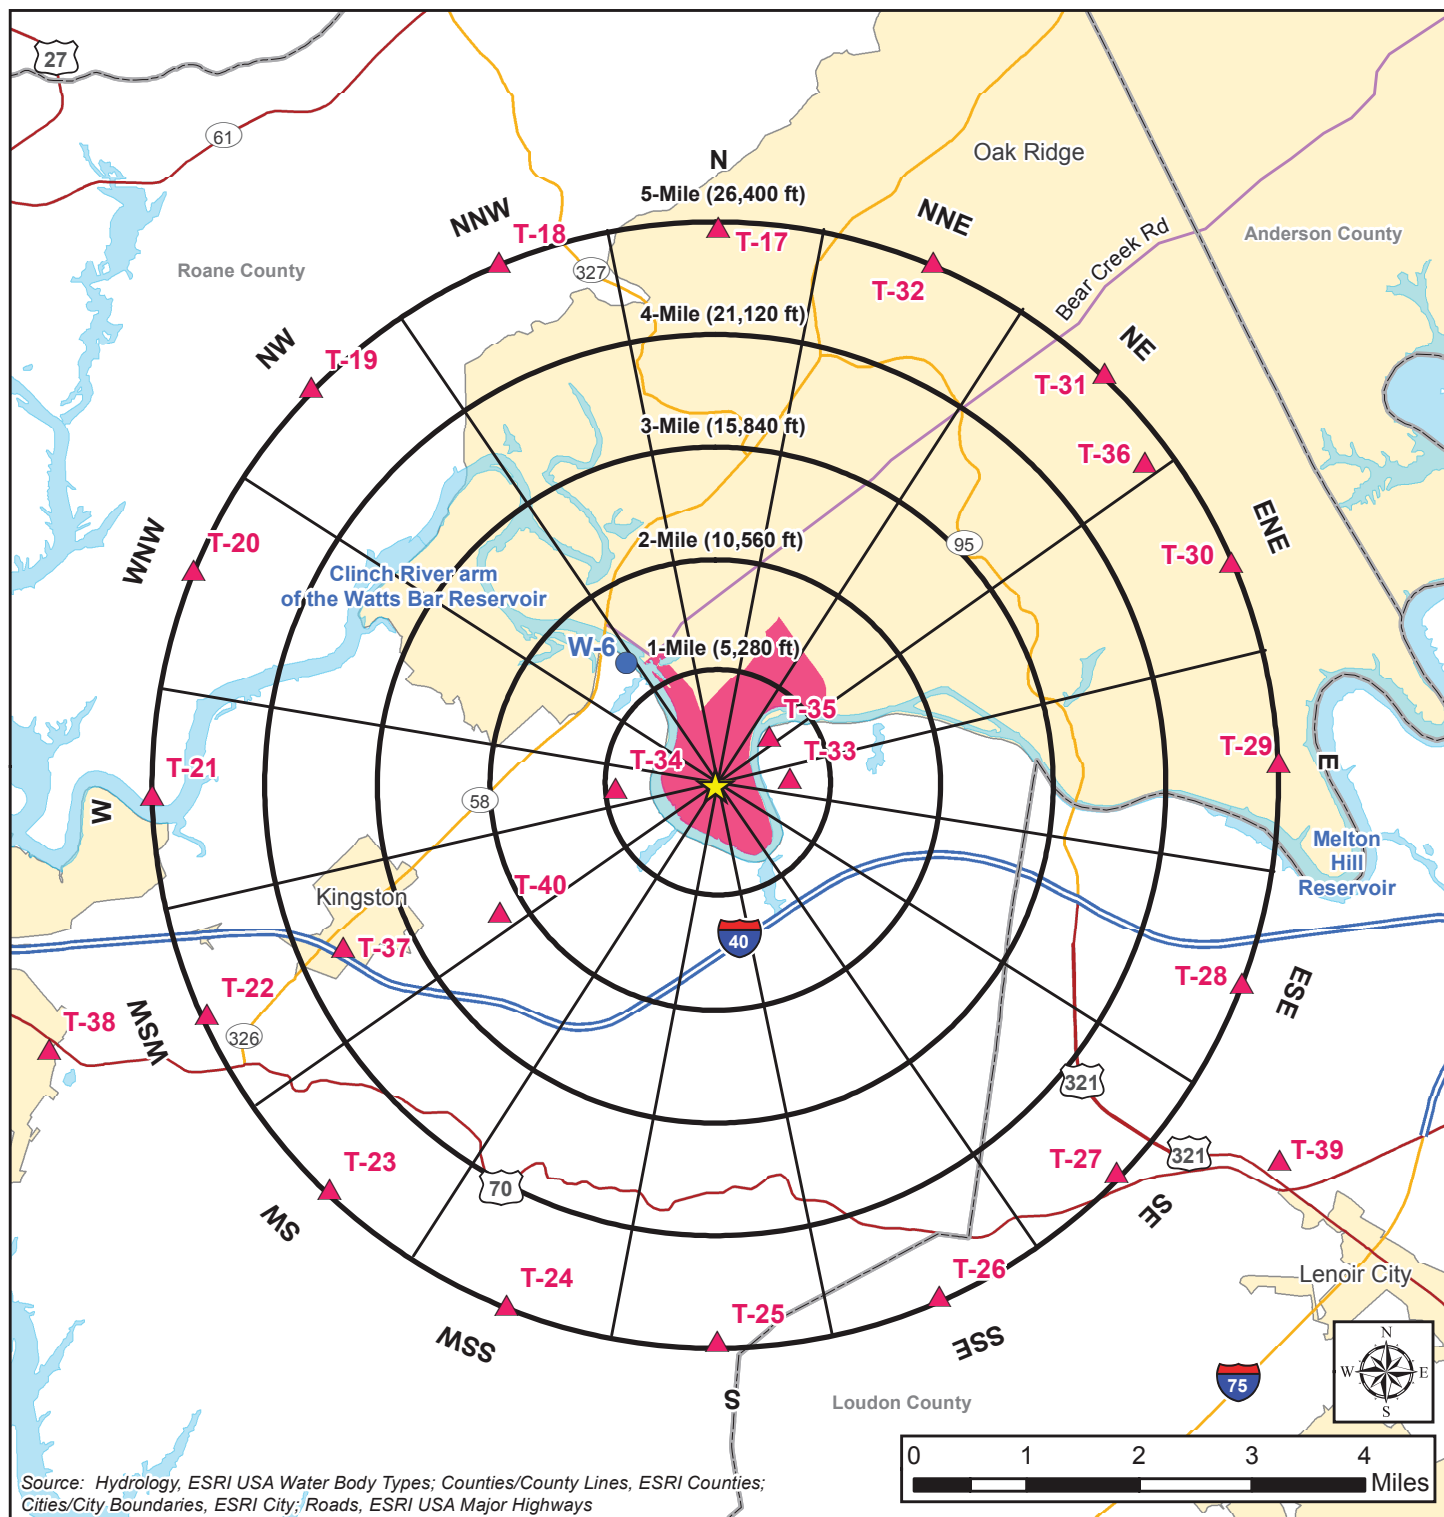 27
61
N
Oak Ridge
5-Mile (26,400 ft)
NNW
NNE
T-18
T-17
Bear Creek Rd
Anderson County
Roane County
327
T-32
4-Mile (21,120 ft)
NW
NE
T-19
T-31
3-Mile (15,840 ft)
T-36
ENE
WNW
T-20
2-Mile (10,560 ft)
95
T-30
Clinch River arm
of the Watts Bar Reservoir
W-6
1-Mile (5,280 ft)
T-35
T-33
T-29
E
T-34
T-21
W
58
Melton
Hill
Reservoir
Kingston
T-40
40
T-37
T-28
ESE
T-22
T-38
WSW
326
321
T-27
321
T-39
T-23
70
SE
SW
T-26
Lenoir City
T-24
T-25
SSW
SSE
N
W
E
S
75
S
Loudon County
0 1 2 3 4
Miles
Source: Hydrology, ESRI USA Water Body Types; Counties/County Lines, ESRI Counties;
Cities/City Boundaries, ESRI City; Roads, ESRI USA Major Highways